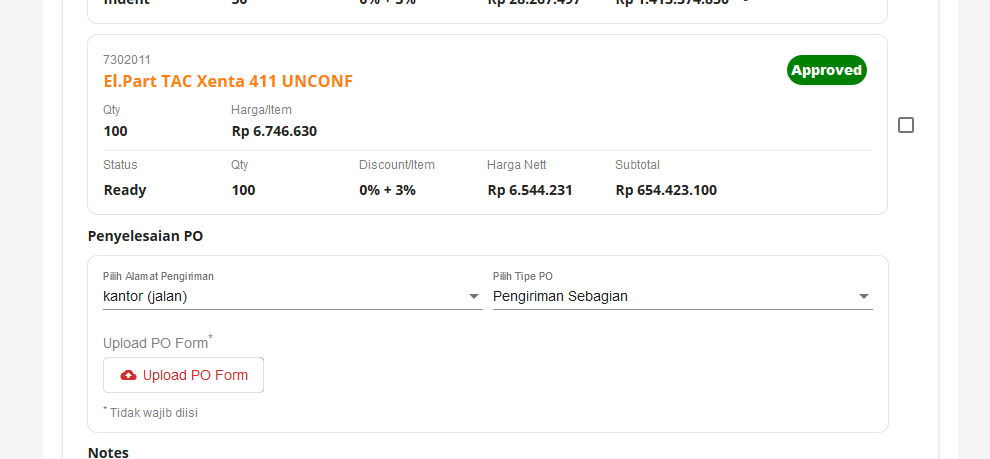 Indent 50 0% + 3% Rp 28.267.497 Rp 1.413.374.850
7302011
El.Part TAC Xenta 411 UNCONF
Approved
Qty Harga/Item
100 Rp 6.746.630
Status Qty Discount/Item Harga Nett Subtotal
Ready 100 0% + 3% Rp 6.544.231 Rp 654.423.100
Penyelesaian PO
Pilih Alamat Pengiriman Pilih Tipe PO
kantor (jalan) Pengiriman Sebagian
Upload PO Form*
Upload PO Form
* Tidak wajib diisi
Notes